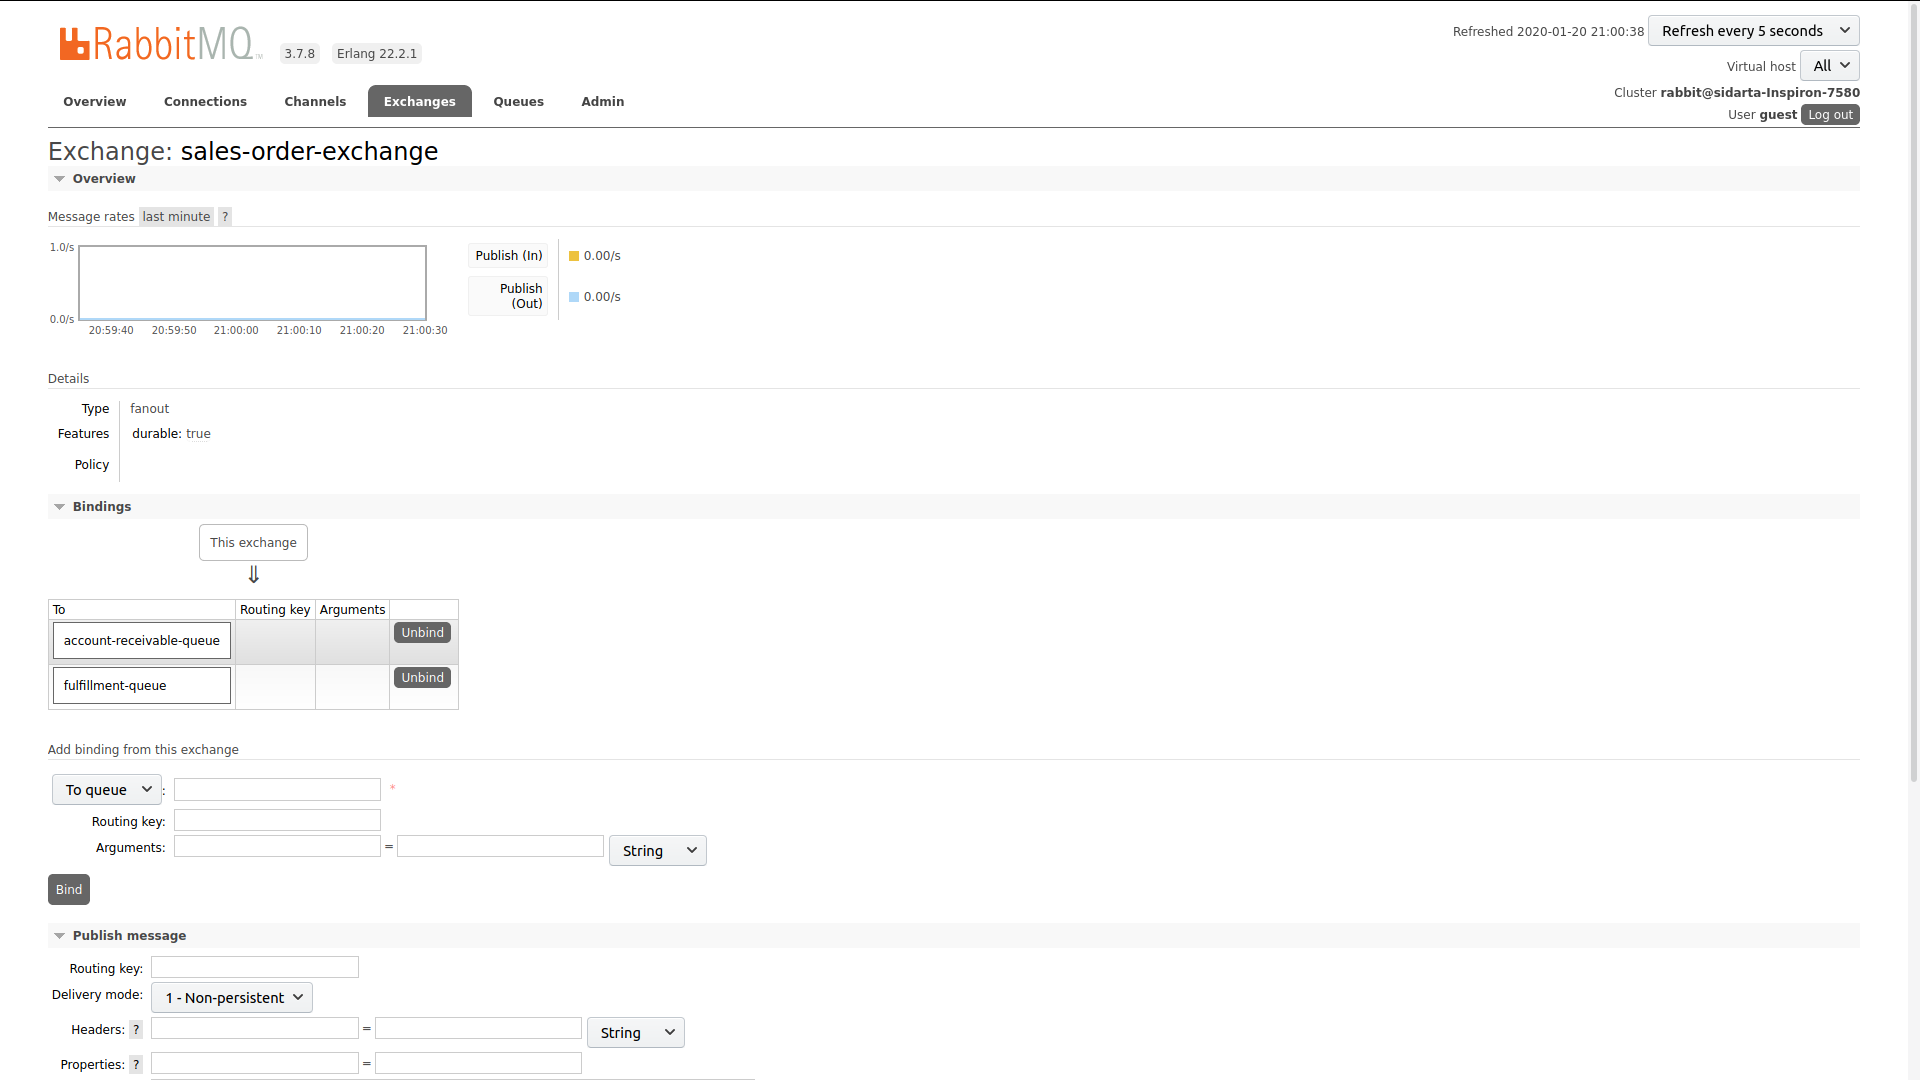 RabbitMQ™ 3.7.8 Erlang 22.2.1
Refreshed 2020-01-20 21:00:38 Refresh every 5 seconds
Virtual host All
Cluster rabbit@sidarta-Inspiron-7580
User guest Log out
Overview Connections Channels Exchanges Queues Admin
Exchange: sales-order-exchange
Overview
Message rates last minute ?
1.0/s
0.0/s
20:59:40 20:59:50 21:00:00 21:00:10 21:00:20 21:00:30
Publish (In) 0.00/s
Publish
(Out) 0.00/s
Details
Type fanout
Features durable: true
Policy
Bindings
This exchange
⇓
To Routing key Arguments
account-receivable-queue Unbind
fulfillment-queue Unbind
Add binding from this exchange
To queue : *
Routing key:
Arguments: = String
Bind
Publish message
Routing key:
Delivery mode: 1 - Non-persistent
Headers: ? = String
Properties: ? =